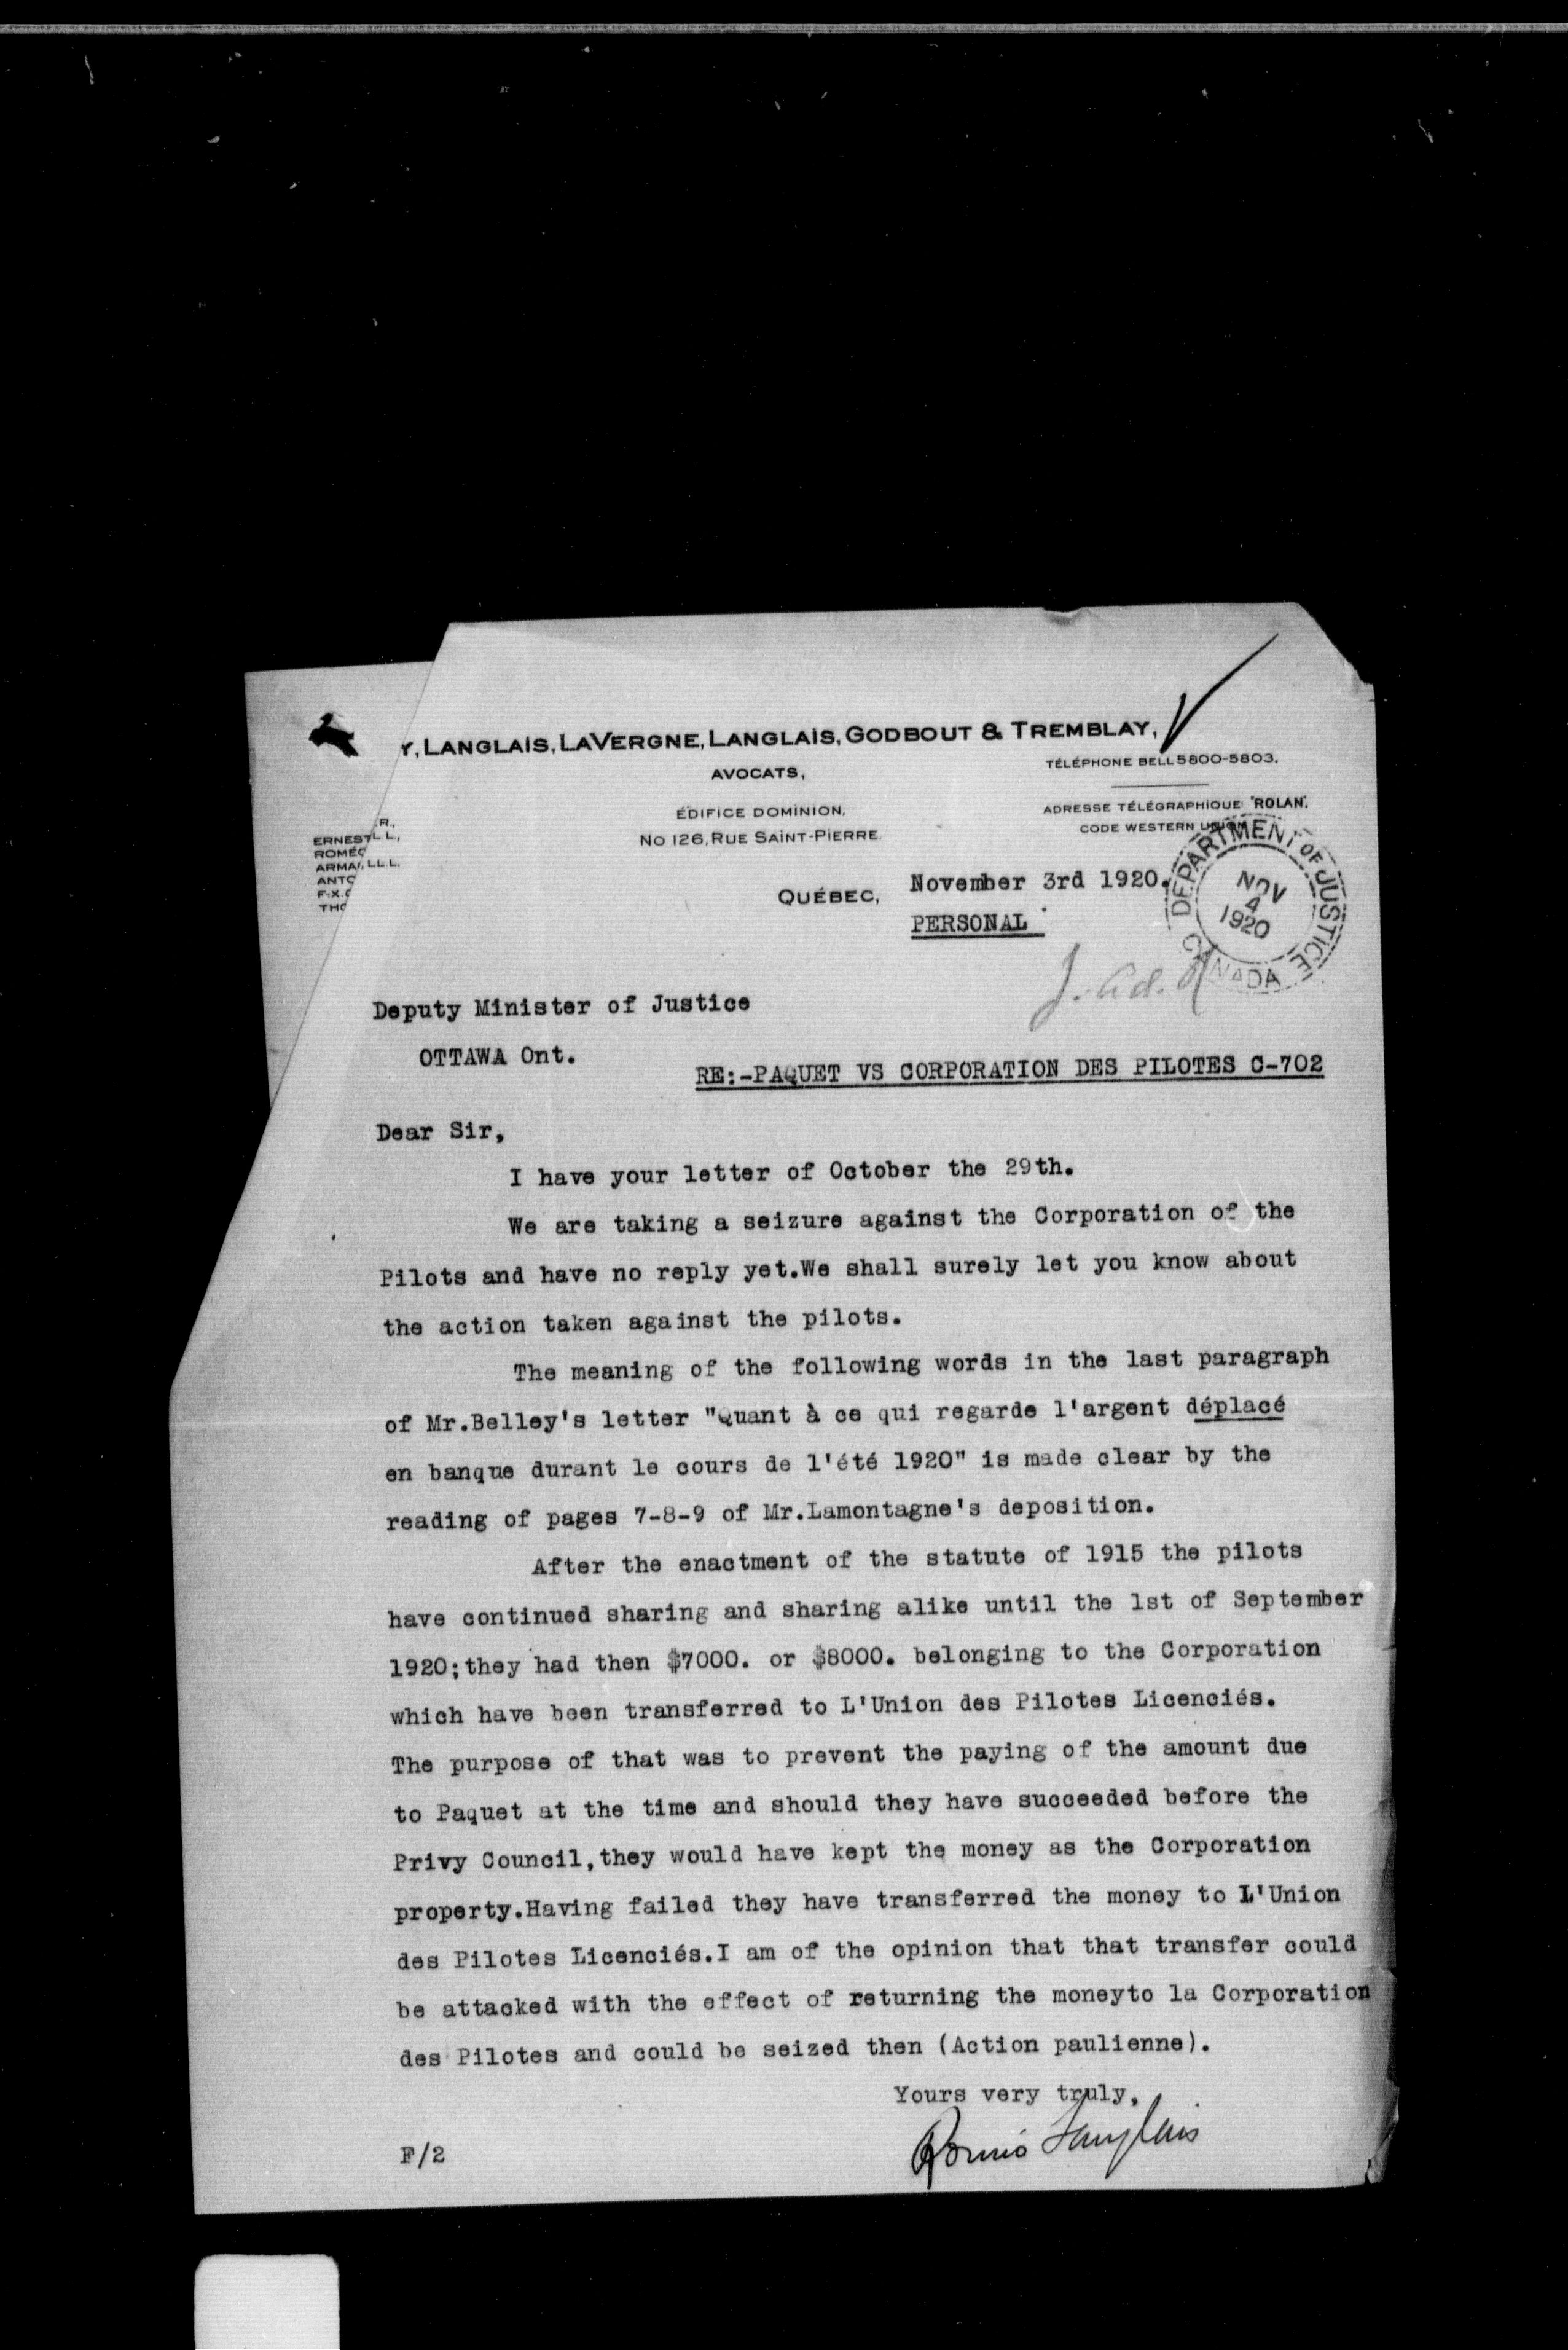 Y, LANGLAIS, LAVERGNE, LANGLAIS, GODBOUT & TREMBLAY,
AVOCATS,
TÉLÉPHONE BELL 5800-5803.
ÉDIFICE DOMINION,
No 126, RUE SAINT-PIERRE.
ADRESSE TÉLÉGRAPHIQUE: "ROLAN".
CODE WESTERN UNION
R.,
ERNEST L.L.,
ROMÉO
ARMA, LL.L.
ANTO
F.X.
THO
DEPARTMENT OF JUSTICE
NOV
4
1920
CANADA
QUÉBEC, November 3rd 1920.
PERSONAL
Deputy Minister of Justice
OTTAWA Ont.
RE:-PAQUET VS CORPORATION DES PILOTES C-702
Dear Sir,
I have your letter of October the 29th.
We are taking a seizure against the Corporation of the
Pilots and have no reply yet.We shall surely let you know about
the action taken against the pilots.
The meaning of the following words in the last paragraph
of Mr.Belley's letter "Quant à ce qui regarde l'argent déplacé
en banque durant le cours de l'été 1920" is made clear by the
reading of pages 7-8-9 of Mr.Lamontagne's deposition.
After the enactment of the statute of 1915 the pilots
have continued sharing and sharing alike until the 1st of September
1920;they had then $7000. or $8000. belonging to the Corporation
which have been transferred to L'Union des Pilotes Licenciés.
The purpose of that was to prevent the paying of the amount due
to Paquet at the time and should they have succeeded before the
Privy Council,they would have kept the money as the Corporation
property.Having failed they have transferred the money to L'Union
des Pilotes Licenciés.I am of the opinion that that transfer could
be attacked with the effect of returning the moneyto la Corporation
des Pilotes and could be seized then (Action paulienne).
Yours very truly,
Roméo Langlais
F/2